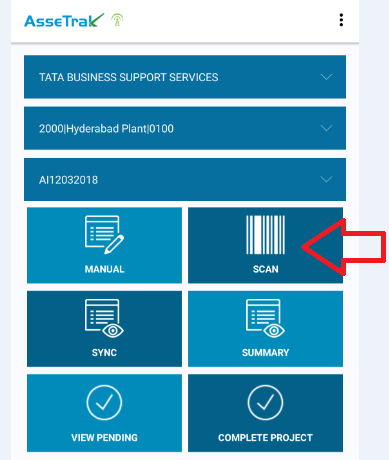 AsseTrak
TATA BUSINESS SUPPORT SERVICES
2000|Hyderabad Plant|0100
AI12032018
MANUAL
SCAN
SYNC
SUMMARY
VIEW PENDING
COMPLETE PROJECT